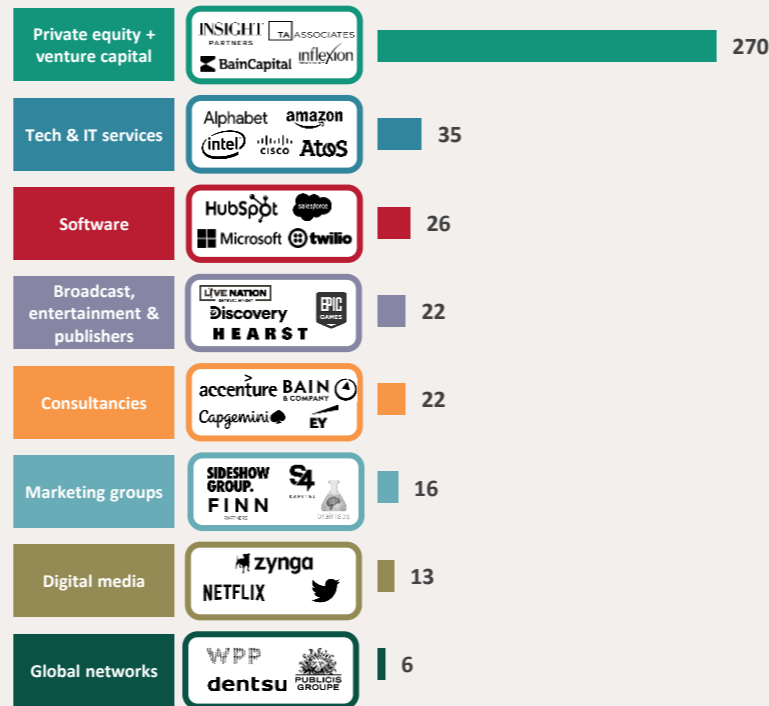 Private equity +
venture capital
INSIGHT
PARTNERS
TA ASSOCIATES
BainCapital
inflexion
270
Tech & IT services
Alphabet
amazon
intel
CISCO
Atos
35
Software
HubSpot
salesforce
Microsoft
twilio
26
Broadcast,
entertainment &
publishers
LIVE NATION
ENTERTAINMENT
Discovery
EPIC
GAMES
HEARST
22
Consultancies
accenture
BAIN
& COMPANY
Capgemini
EY
22
Marketing groups
SIDESHOW
GROUP.
S4
CAPITAL
FINN
PARTNERS
brainlabs
16
Digital media
zynga
NETFLIX
13
Global networks
WPP
dentsu
PUBLICIS
GROUPE
6